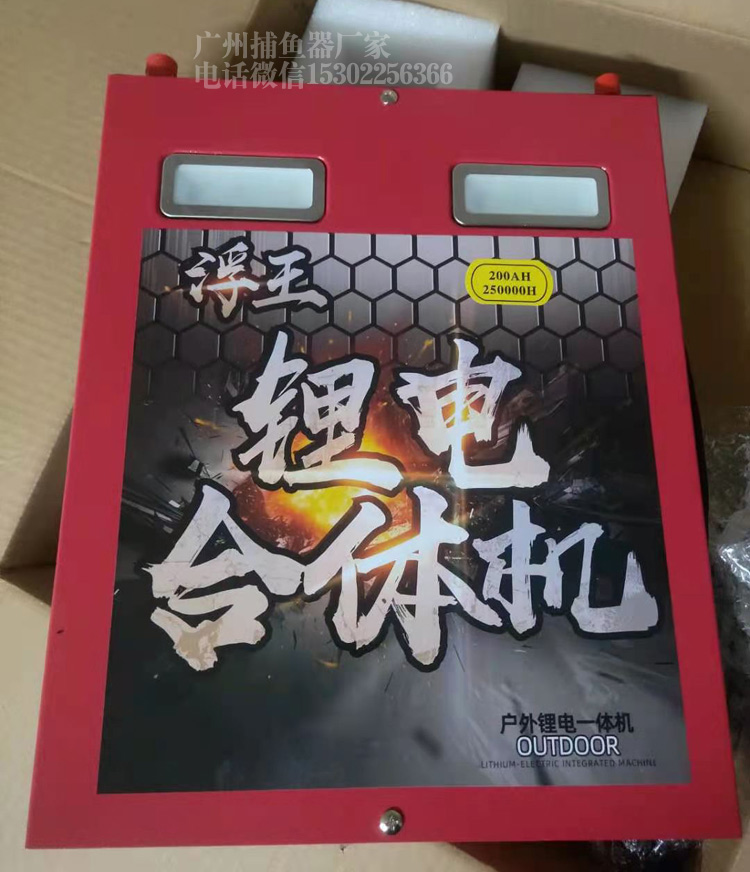 广州捕鱼器厂家
电话微信15302256366
浮王
200AH
250000H
锂电
合体机
户外锂电一体机
OUTDOOR
LITHIUM-ELECTRIC INTEGRATED MACHINE